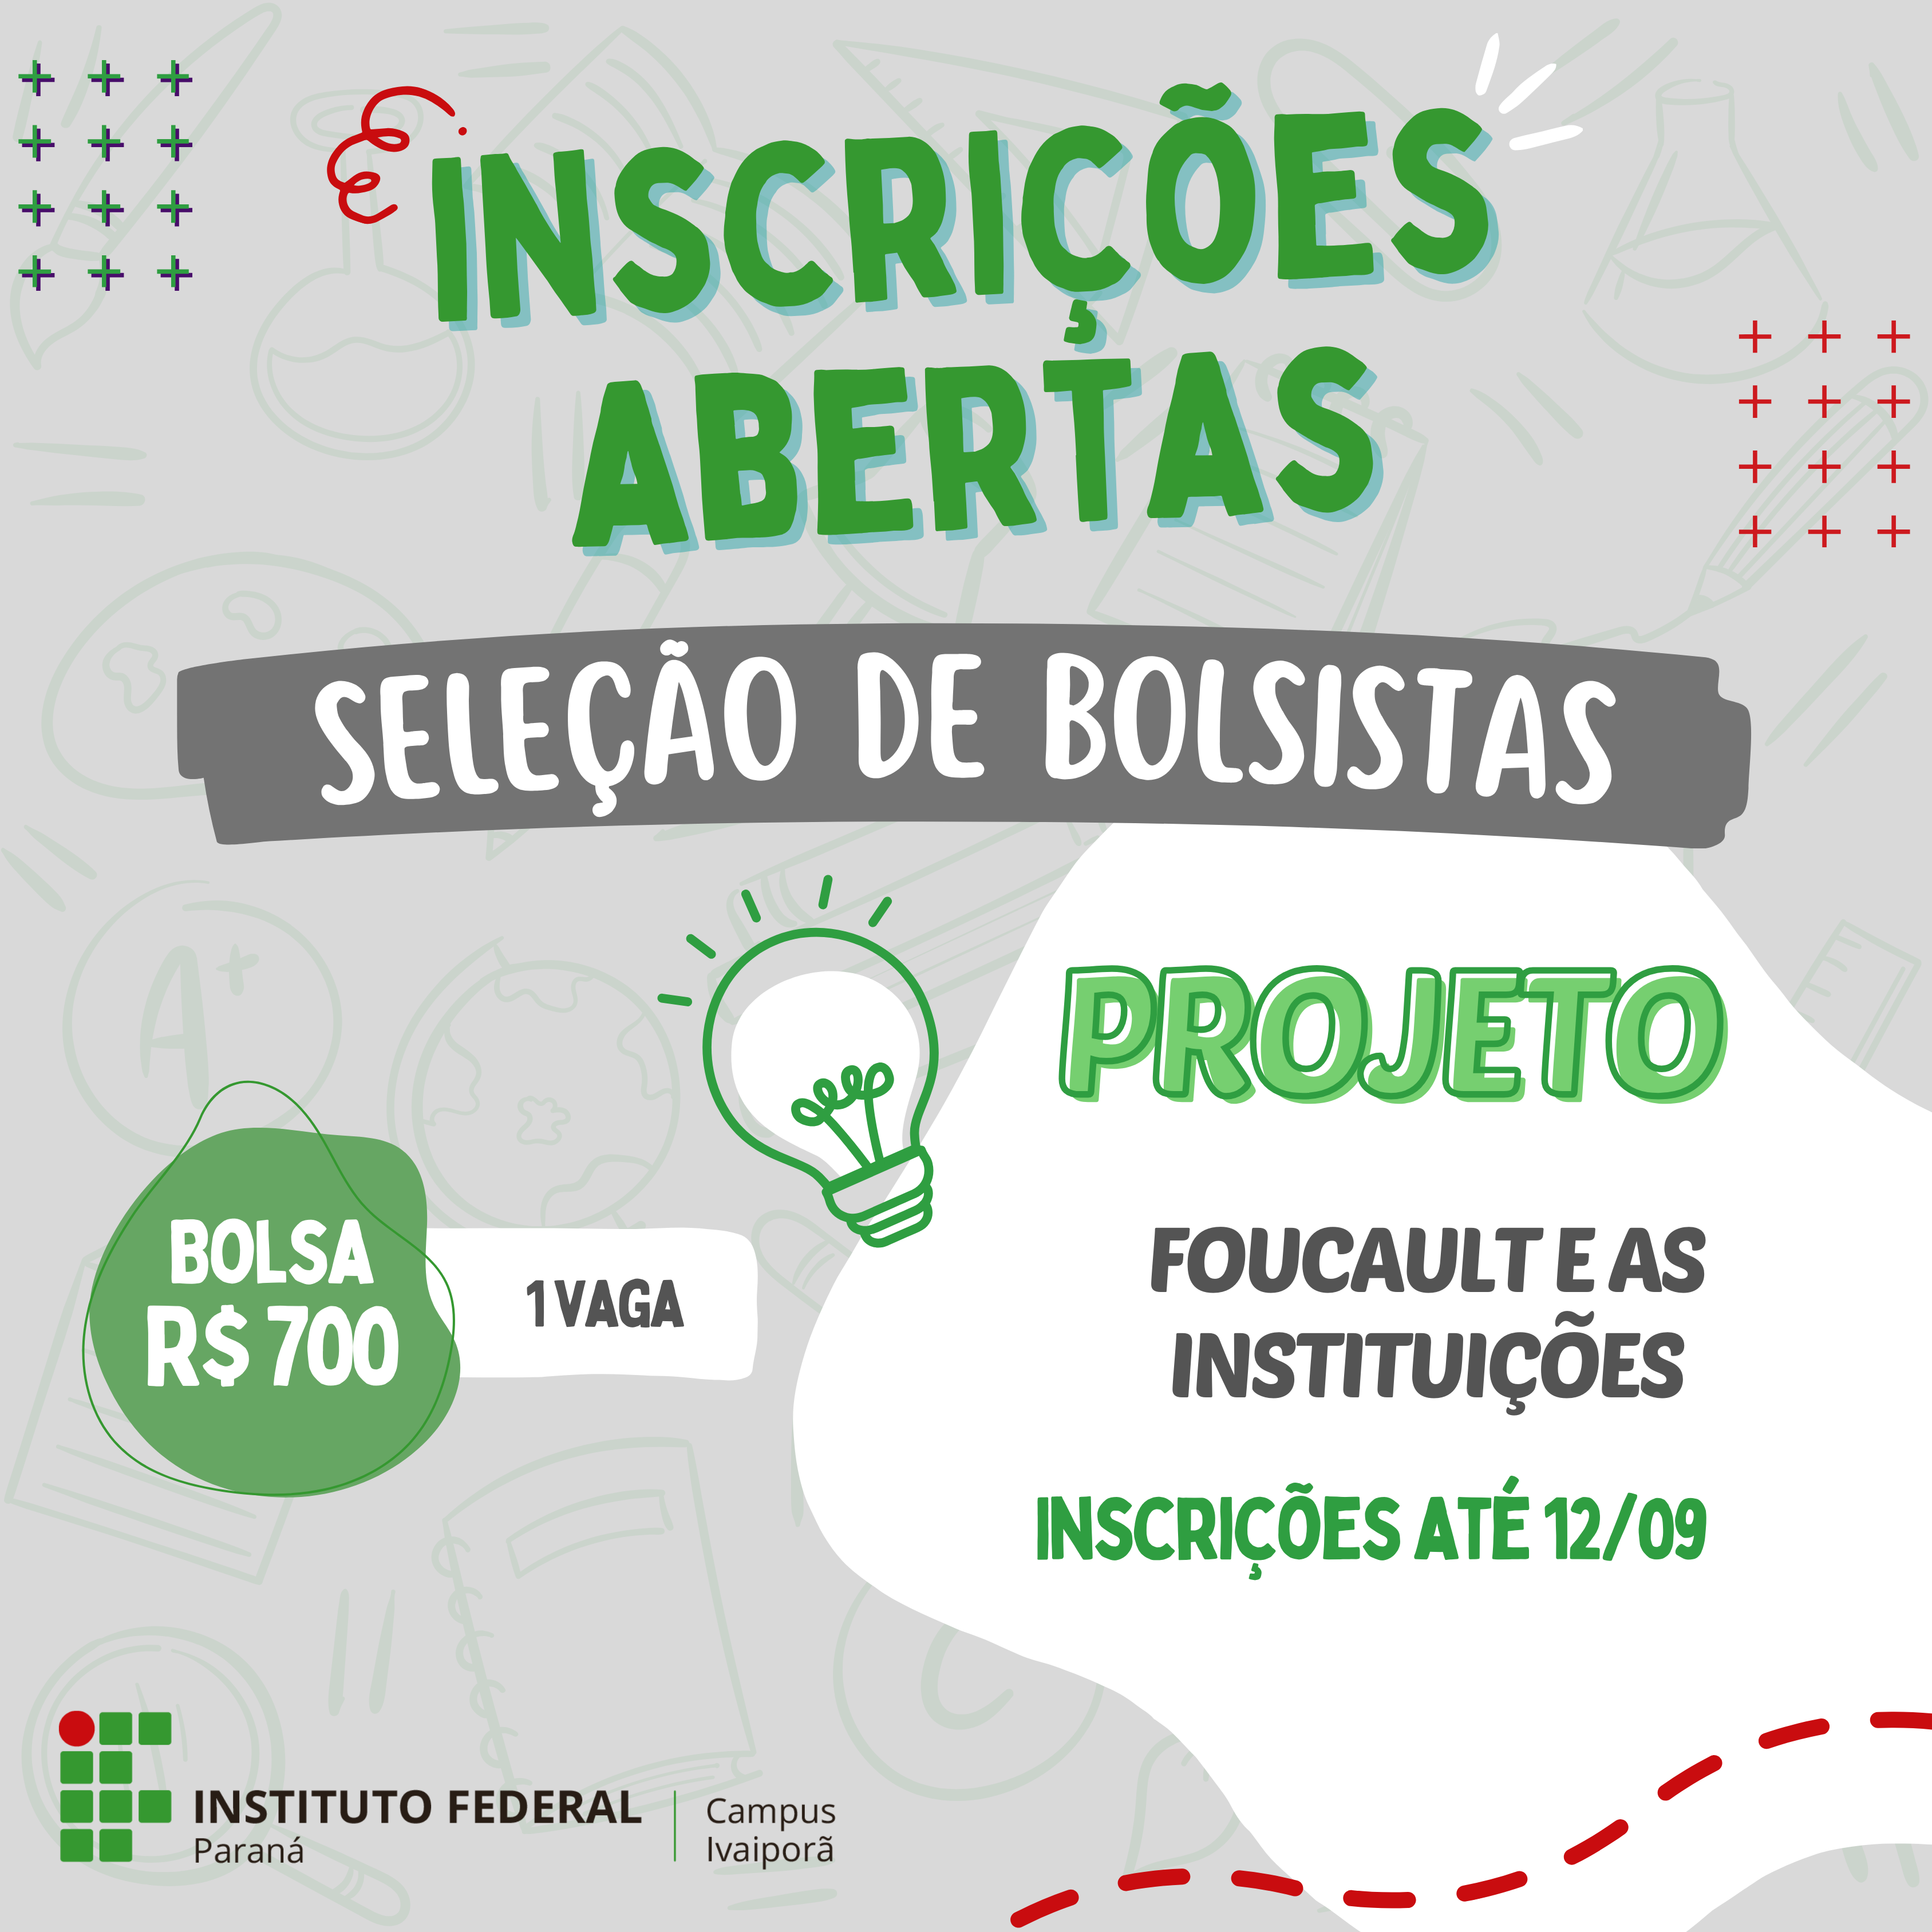 INSCRIÇÕES
ABERTAS
SELEÇÃO DE BOLSISTAS
A+
PROJETO
BOLSA
R$ 700
1 VAGA
FOUCAULT E AS
INSTITUIÇÕES
INSCRIÇÕES ATÉ 12/09
INSTITUTO FEDERAL
Paraná
Campus
Ivaiporã